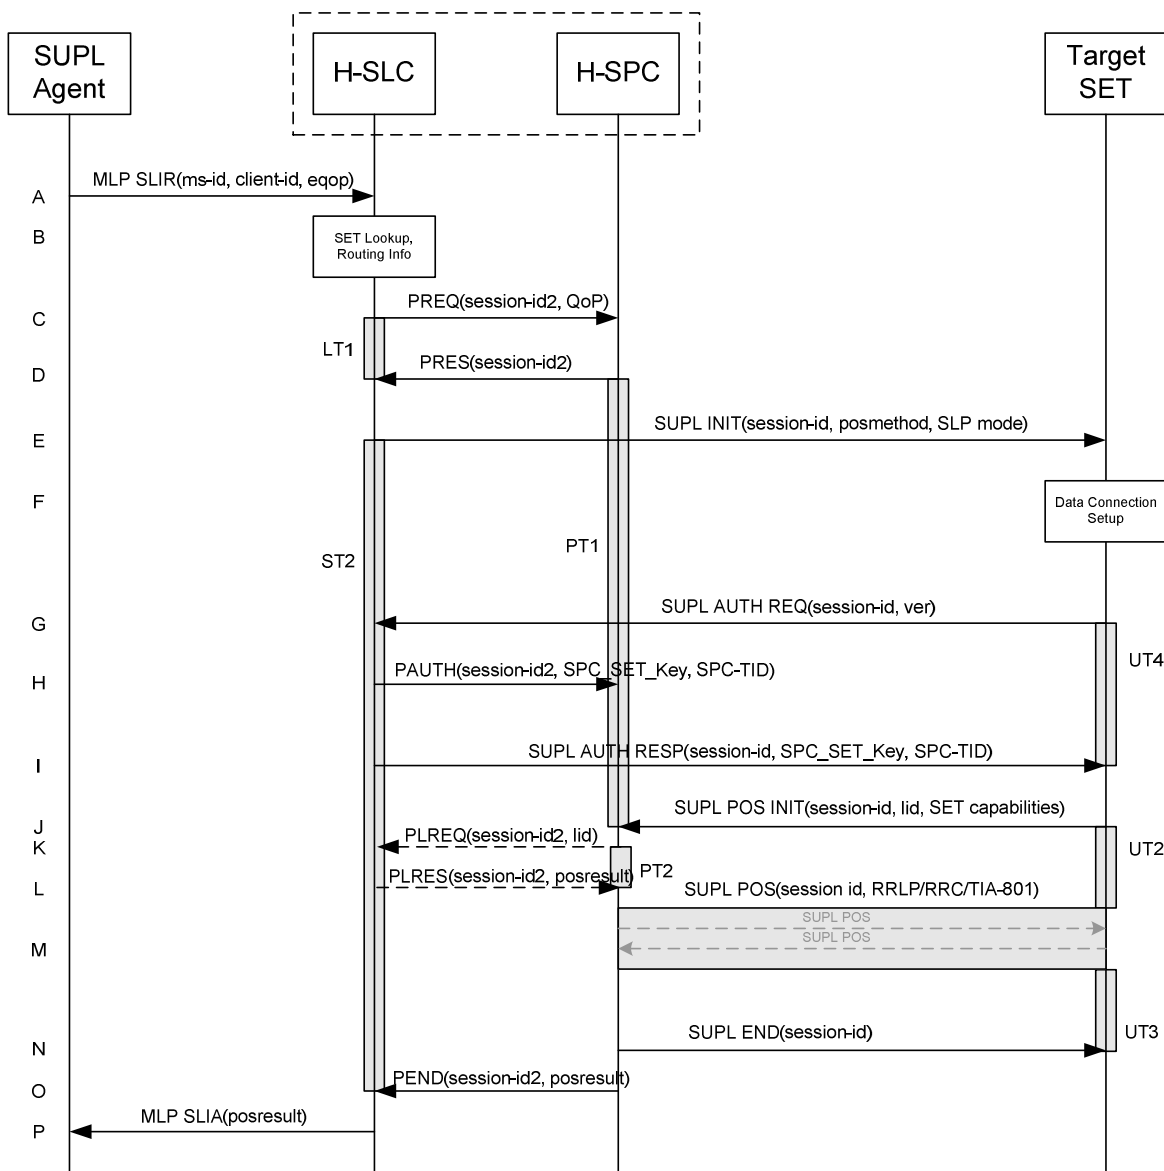 SUPL
Agent
H-SLC
H-SPC
Target
SET
A
MLP SLIR(ms-id, client-id, eqop)
B
SET Lookup,
Routing Info
C
PREQ(session-id2, QoP)
LT1
D
PRES(session-id2)
E
SUPL INIT(session-id, posmethod, SLP mode)
F
Data Connection
Setup
ST2
PT1
G
SUPL AUTH REQ(session-id, ver)
UT4
H
PAUTH(session-id2, SPC_SET_Key, SPC-TID)
I
SUPL AUTH RESP(session-id, SPC_SET_Key, SPC-TID)
J
SUPL POS INIT(session-id, lid, SET capabilities)
K
PLREQ(session-id2, lid)
UT2
L
PLRES(session-id2, posresult)
PT2
SUPL POS(session id, RRLP/RRC/TIA-801)
SUPL POS
M
SUPL POS
N
SUPL END(session-id)
UT3
O
PEND(session-id2, posresult)
P
MLP SLIA(posresult)